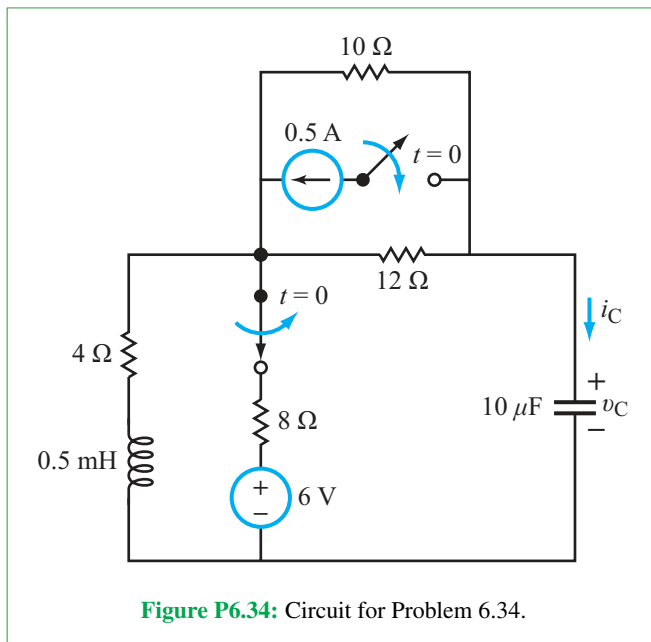 10 Ω
0.5 A
t = 0
12 Ω
t = 0
iC
4 Ω
8 Ω
10 μF
+
υC
−
0.5 mH
+
−
6 V
Figure P6.34: Circuit for Problem 6.34.